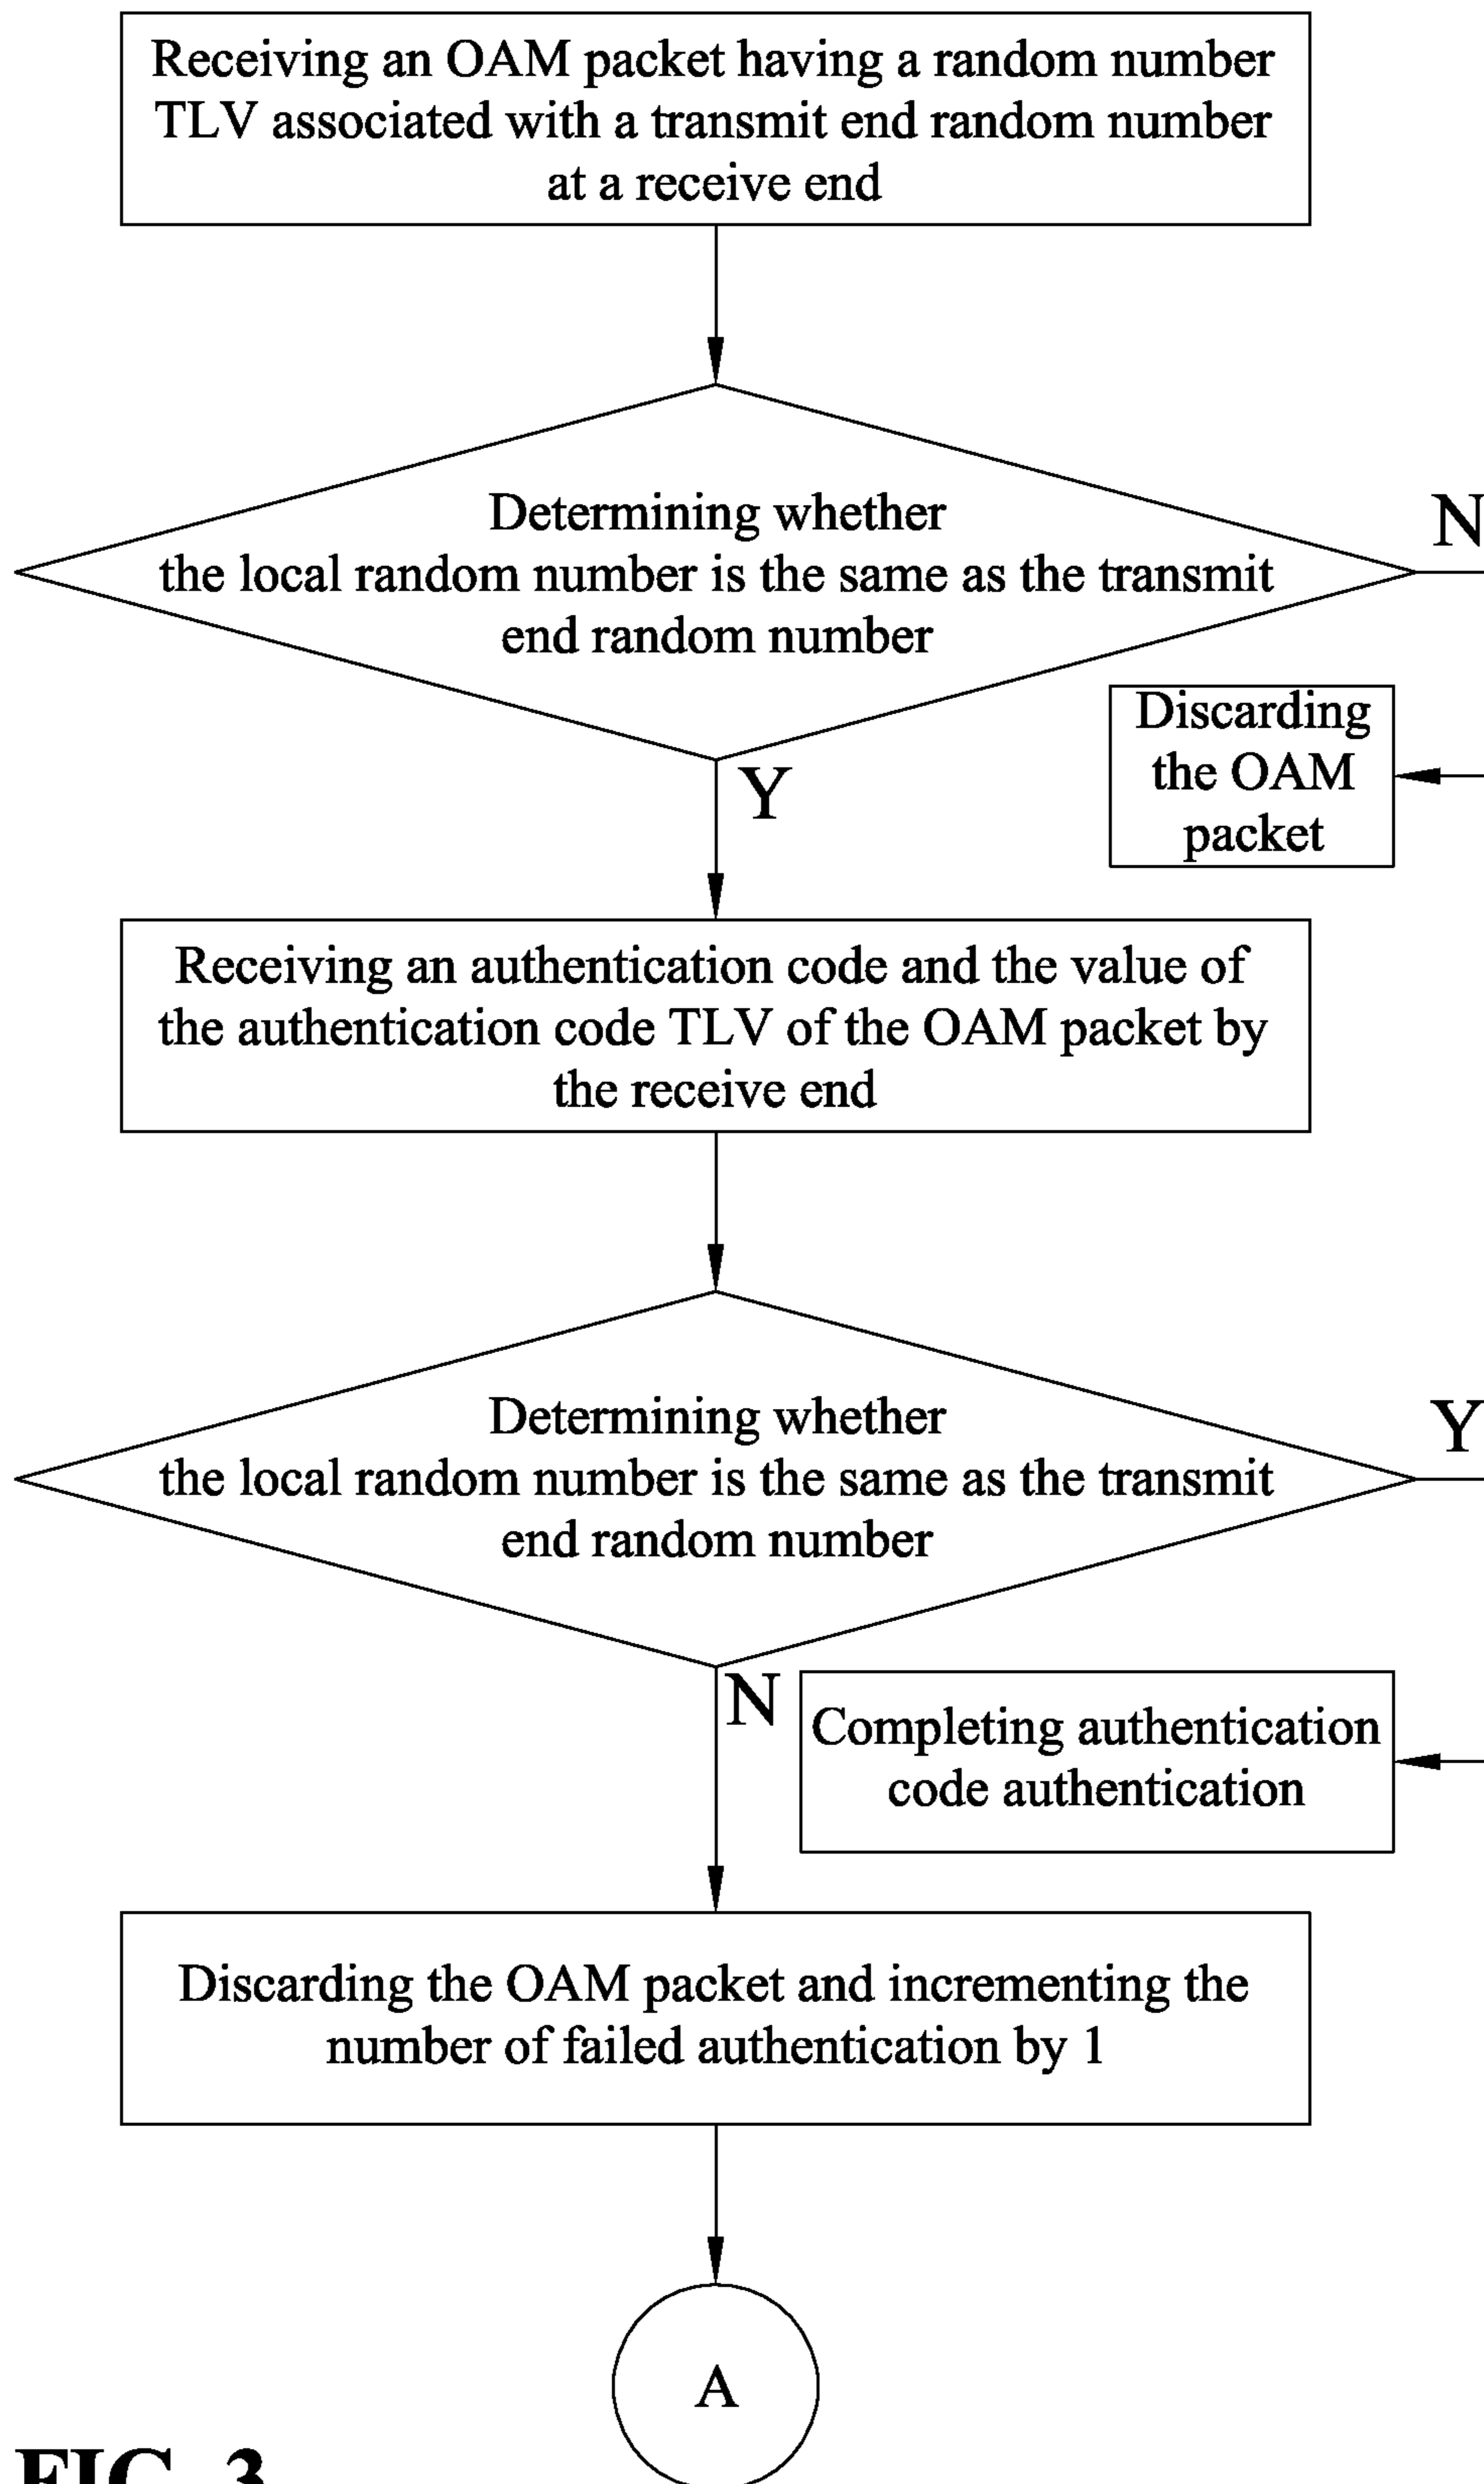 Receiving an OAM packet having a random number
TLV associated with a transmit end random number
at a receive end
Determining whether
the local random number is the same as the transmit
end random number
N
Discarding
the OAM
packet
Y
Receiving an authentication code and the value of
the authentication code TLV of the OAM packet by
the receive end
Determining whether
the local random number is the same as the transmit
end random number
Y
N
Completing authentication
code authentication
Discarding the OAM packet and incrementing the
number of failed authentication by 1
A
FIG. 3